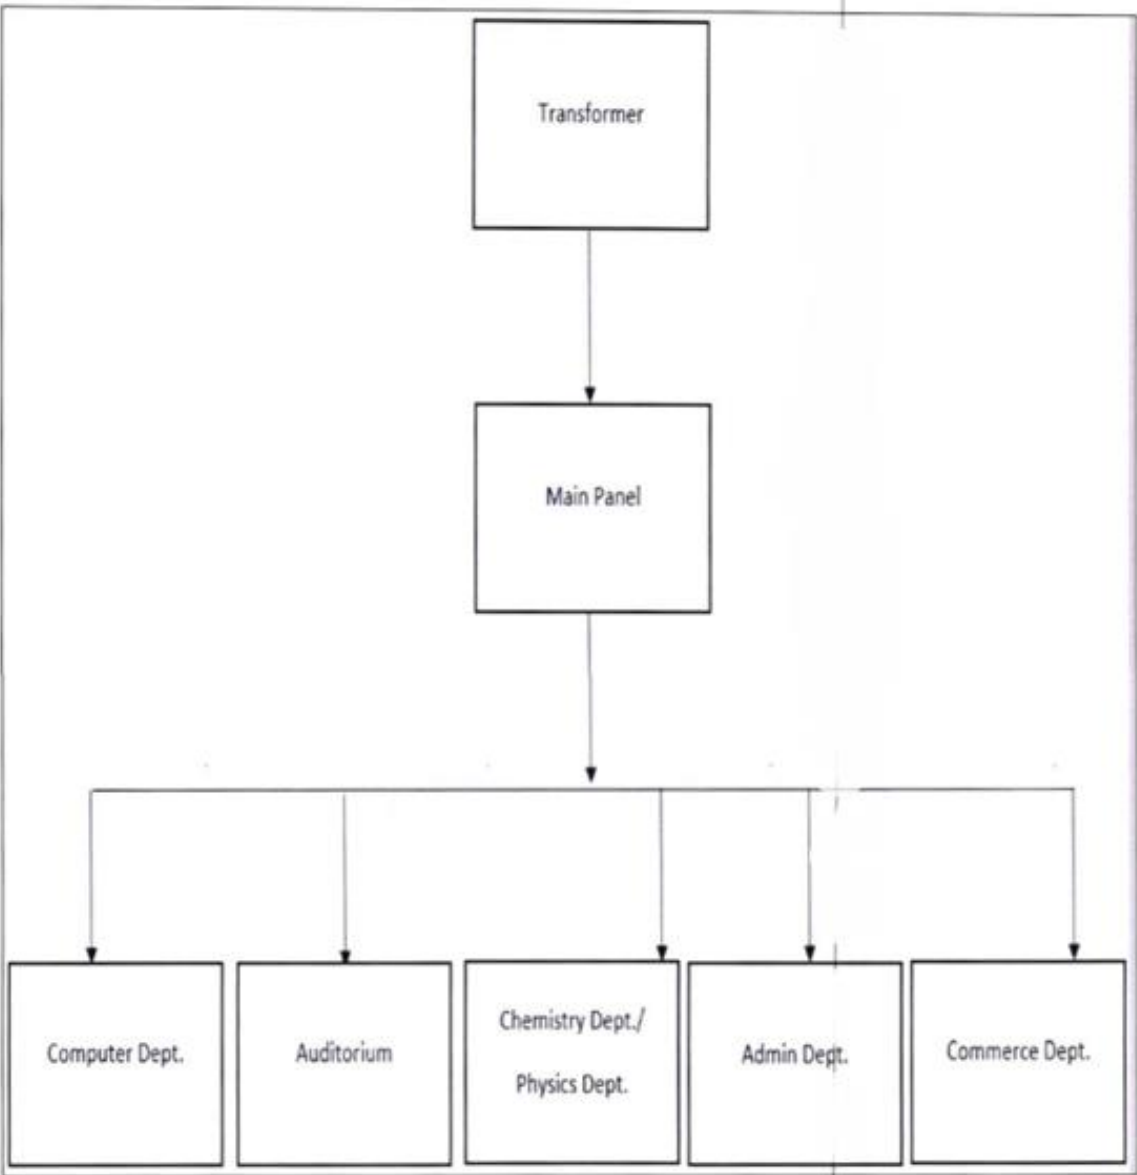 Transformer
Main Panel
Computer Dept.
Auditorium
Chemistry Dept./
Physics Dept.
Admin Dept.
Commerce Dept.